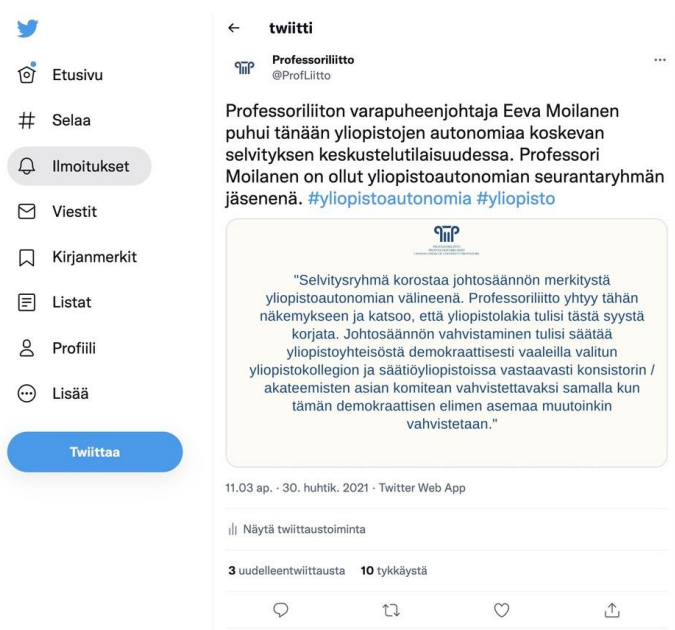 twiitti
Etusivu
Selaa
Ilmoitukset
Viestit
Kirjanmerkit
Listat
Profiili
Lisää
Twiittaa
Professoriliitto
@ProfLiitto
Professoriliiton varapuheenjohtaja Eeva Moilanen
puhui tänään yliopistojen autonomiaa koskevan
selvityksen keskustelutilaisuudessa. Professori
Moilanen on ollut yliopistoautonomian seurantaryhmän
jäsenenä. #yliopistoautonomia #yliopisto
"Selvitysryhmä korostaa johtosäännön merkitystä
yliopistoautonomian välineenä. Professoriliitto yhtyy tähän
näkemykseen ja katsoo, että yliopistolakia tulisi tästä syystä
korjata. Johtosäännön vahvistaminen tulisi säätää
yliopistoyhteisöstä demokraattisesti vaaleilla valitun
yliopistokollegion ja säätiöyliopistoissa vastaavasti konsistorin /
akateemisten asian komitean vahvistettavaksi samalla kun
tämän demokraattisen elimen asemaa muutoinkin
vahvistetaan."
11.03 ap. · 30. huhtik. 2021 · Twitter Web App
Näytä twiittaustoiminta
3 uudelleentwiittausta 10 tykkäystä